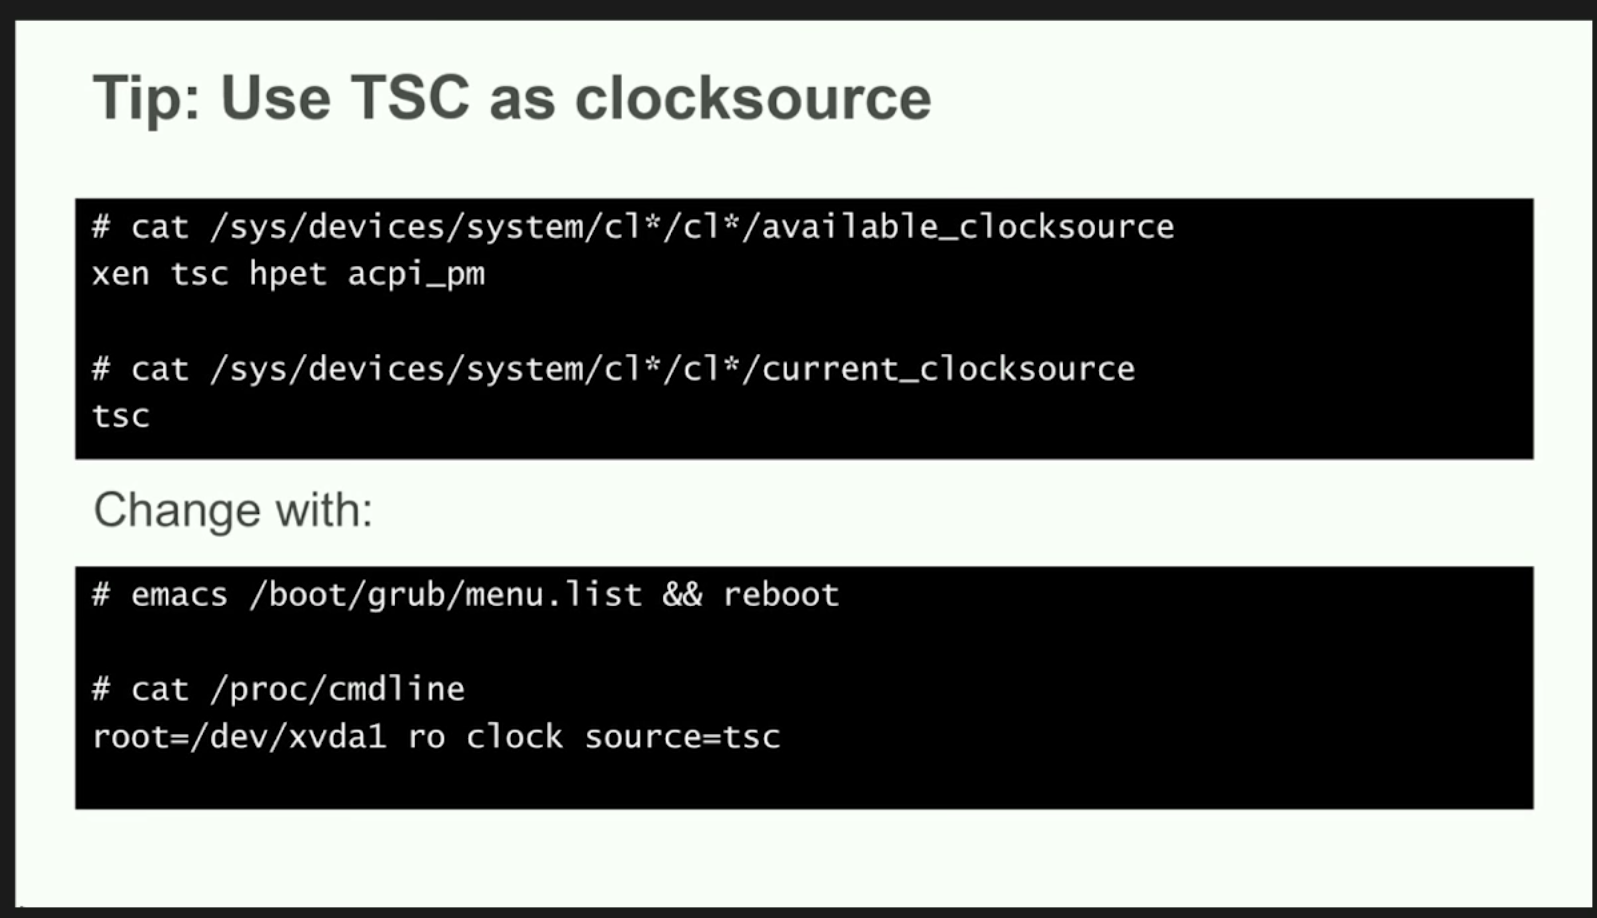 Tip: Use TSC as clocksource
# cat /sys/devices/system/cl*/cl*/available_clocksource
xen tsc hpet acpi_pm
# cat /sys/devices/system/cl*/cl*/current_clocksource
tsc
Change with:
# emacs /boot/grub/menu.list && reboot
# cat /proc/cmdline
root=/dev/xvda1 ro clock source=tsc